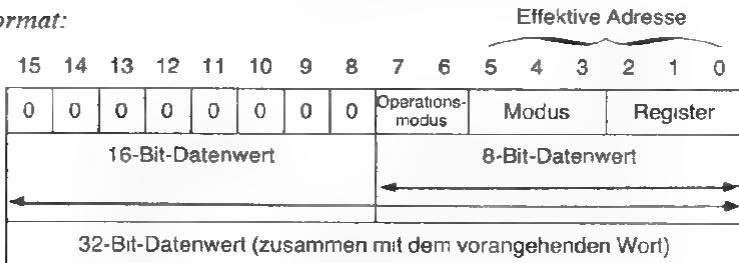 ormat:
Effektive Adresse
15 14 13 12 11 10 9 8 7 6 5 4 3 2 1 0
0 0 0 0 0 0 0 0 Operations-
modus Modus Register
16-Bit-Datenwert 8-Bit-Datenwert
32-Bit-Datenwert (zusammen mit dem vorangehenden Wort)